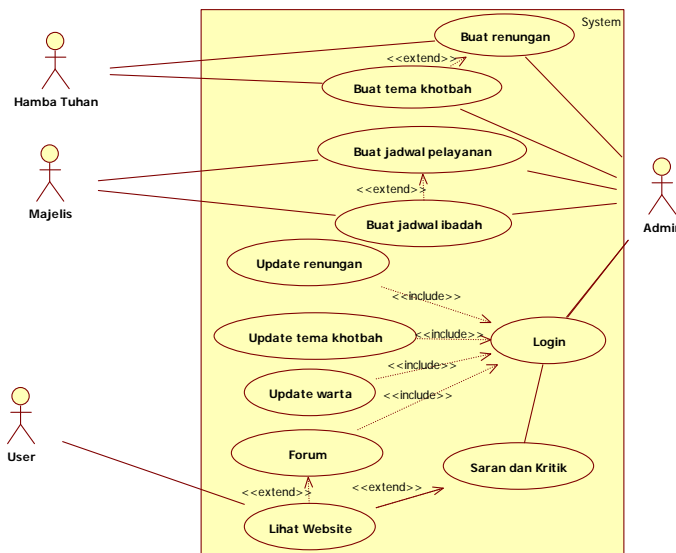 System
Buat renungan
<<extend>>
Hamba Tuhan
Buat tema khotbah
Buat jadwal pelayanan
<<extend>>
Majelis
Buat jadwal ibadah
Admin
Update renungan
<<include>>
Update tema khotbah
<<include>>
Login
<<include>>
Update warta
<<include>>
User
Forum
Saran dan Kritik
<<extend>>
<<extend>>
Lihat Website